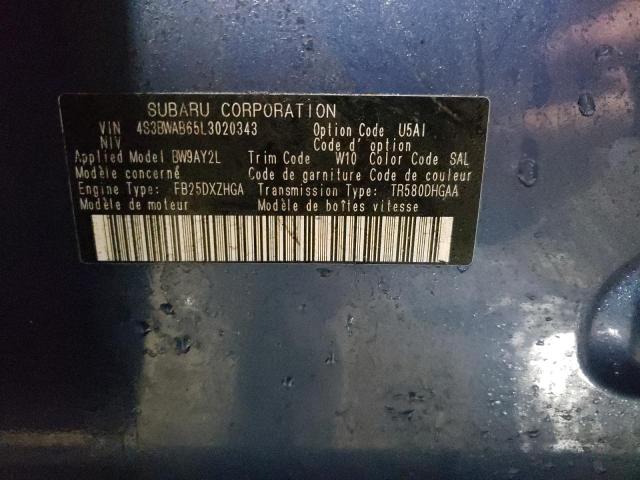 SUBARU CORPORATION
VIN 4S3BWAB65L3020343 Option Code U5AI
NIV Code d' option
Applied Model BW9AY2L Trim Code W10 Color Code SAL
Modèle concerné Code de garniture Code de couleur
Engine Type: FB25DXZHGA Transmission Type: TR580DHGAA
Modèle de moteur Modèle de boîtes vitesse